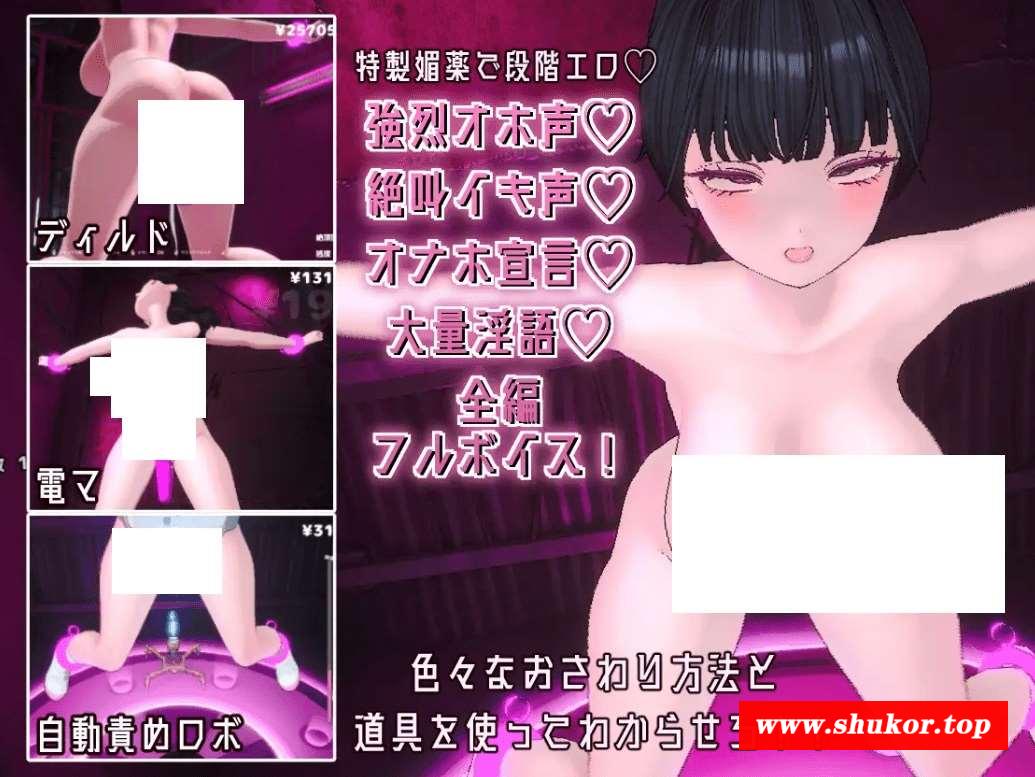 ¥25705
ディルド
¥131
電マ
¥31
自動責めロボ
特製媚薬で段階エロ♡
強烈オホ声♡
絶叫イキ声♡
オナホ宣言♡
大量淫語♡
全編
フルボイス！
色々なおさわり方法と
道具を使ってわからせ
www.shukor.top